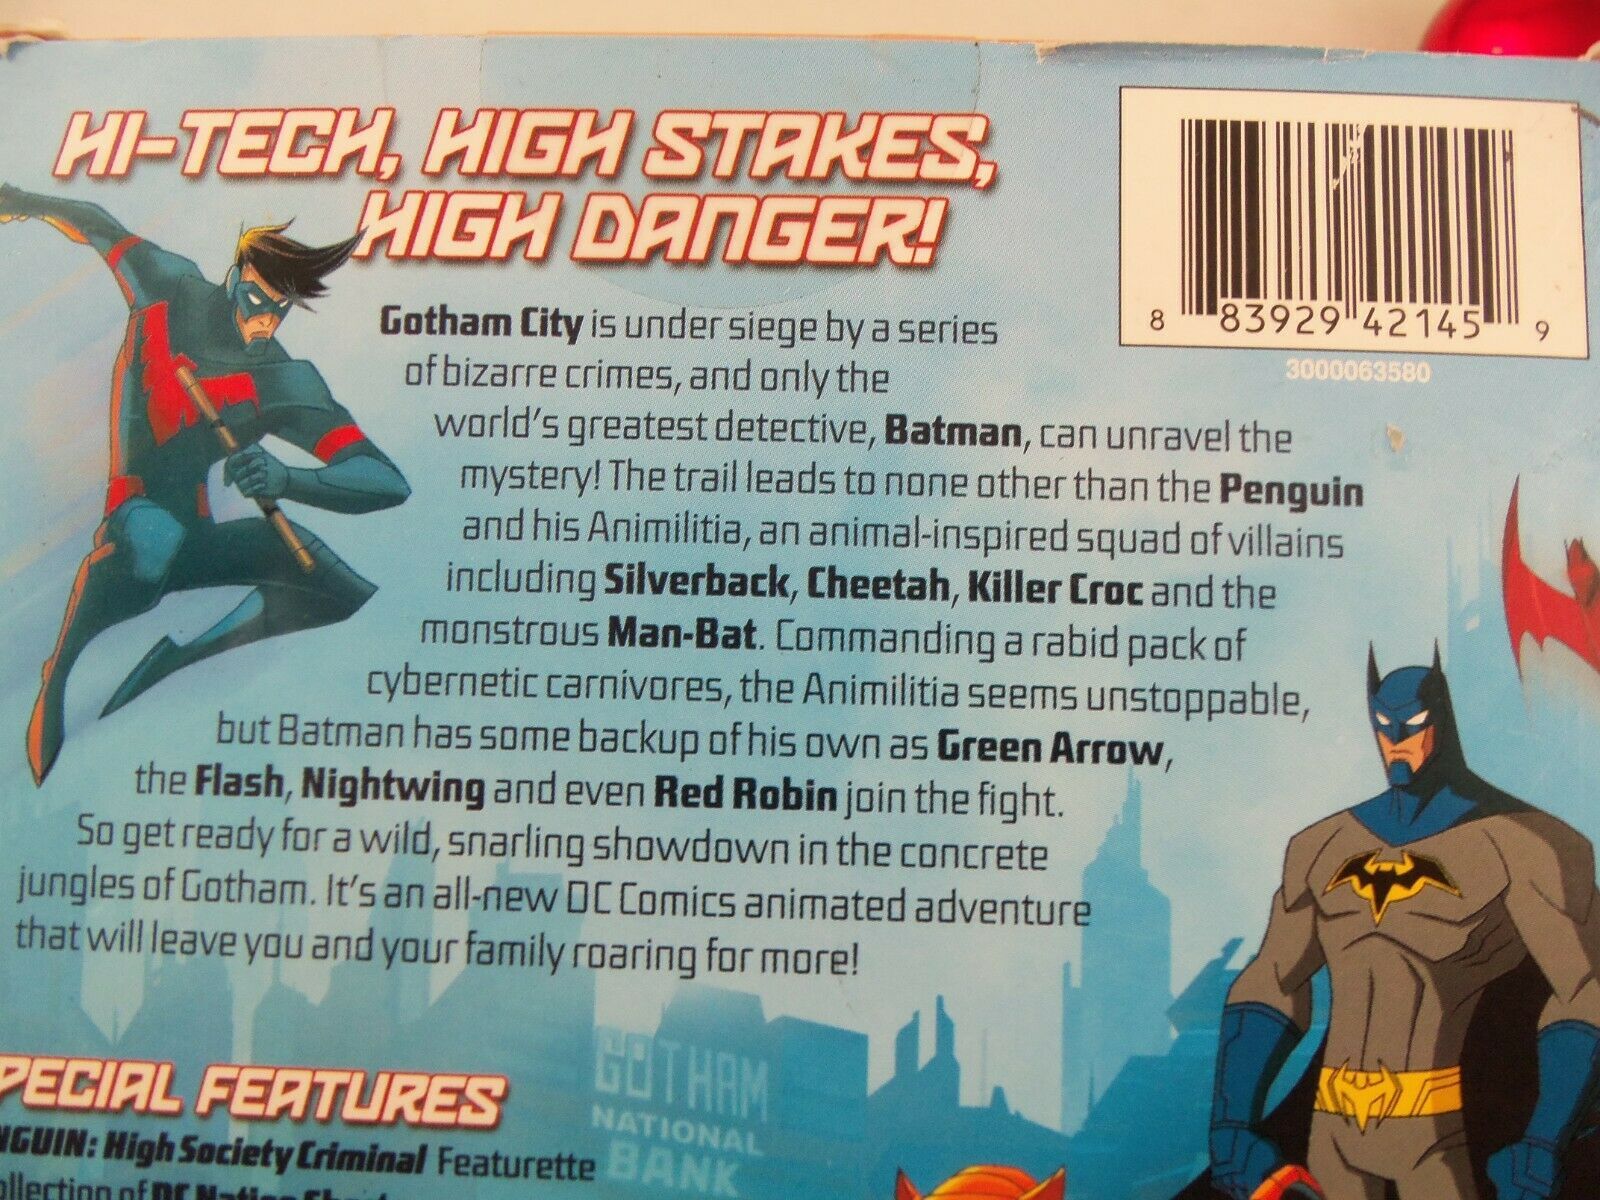 HI-TECH, HIGH STAKES,
HIGH DANGER!
8 83929 42145 9
3000063580
Gotham City is under siege by a series
of bizarre crimes, and only the
world's greatest detective, Batman, can unravel the
mystery! The trail leads to none other than the Penguin
and his Animilitia, an animal-inspired squad of villains
including Silverback, Cheetah, Killer Croc and the
monstrous Man-Bat. Commanding a rabid pack of
cybernetic carnivores, the Animilitia seems unstoppable,
but Batman has some backup of his own as Green Arrow,
the Flash, Nightwing and even Red Robin join the fight.
So get ready for a wild, snarling showdown in the concrete
jungles of Gotham. It's an all-new DC Comics animated adventure
that will leave you and your family roaring for more!
GOTHAM
NATIONAL
BANK
PECIAL FEATURES
NGUIN: High Society Criminal Featurette
ollection of DC Nation